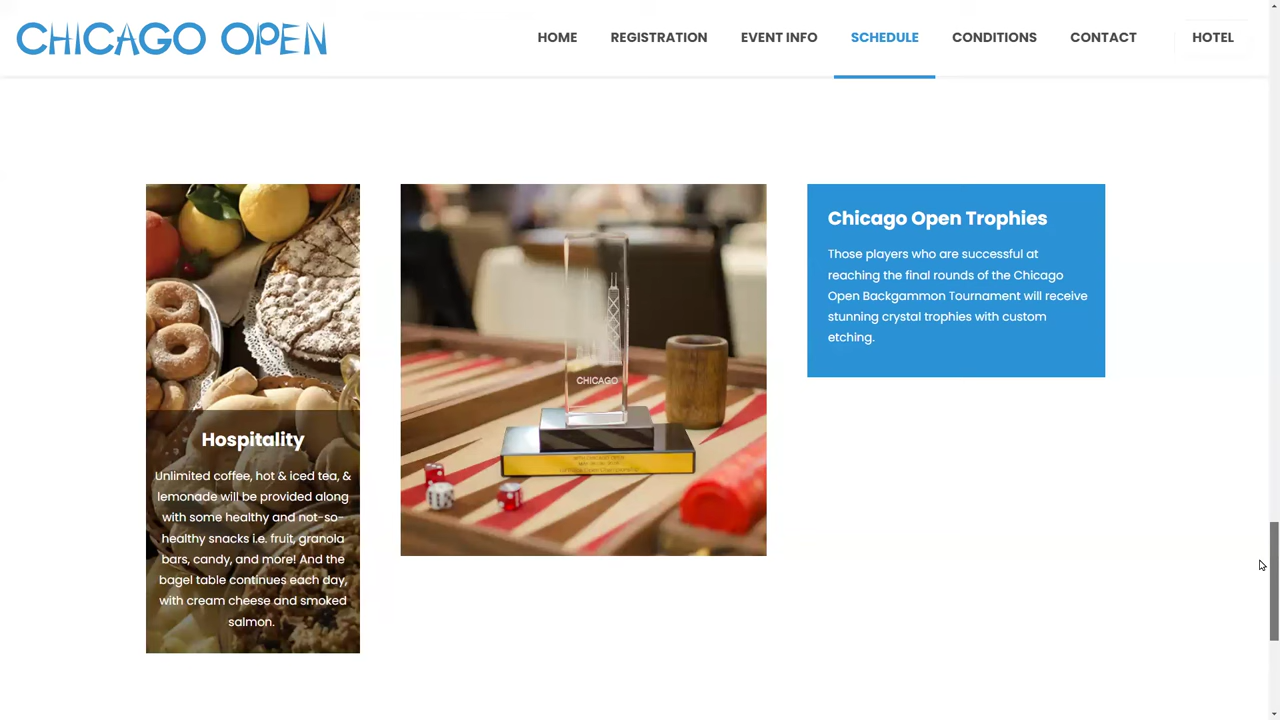 CHICAGO OPEN
HOME REGISTRATION EVENT INFO SCHEDULE CONDITIONS CONTACT HOTEL
Hospitality
Unlimited coffee, hot & iced tea, &
lemonade will be provided along
with some healthy and not-so-
healthy snacks i.e. fruit, granola
bars, candy, and more! And the
bagel table continues each day,
with cream cheese and smoked
salmon.
CHICAGO
Chicago Open Trophies
Those players who are successful at
reaching the final rounds of the Chicago
Open Backgammon Tournament will receive
stunning crystal trophies with custom
etching.